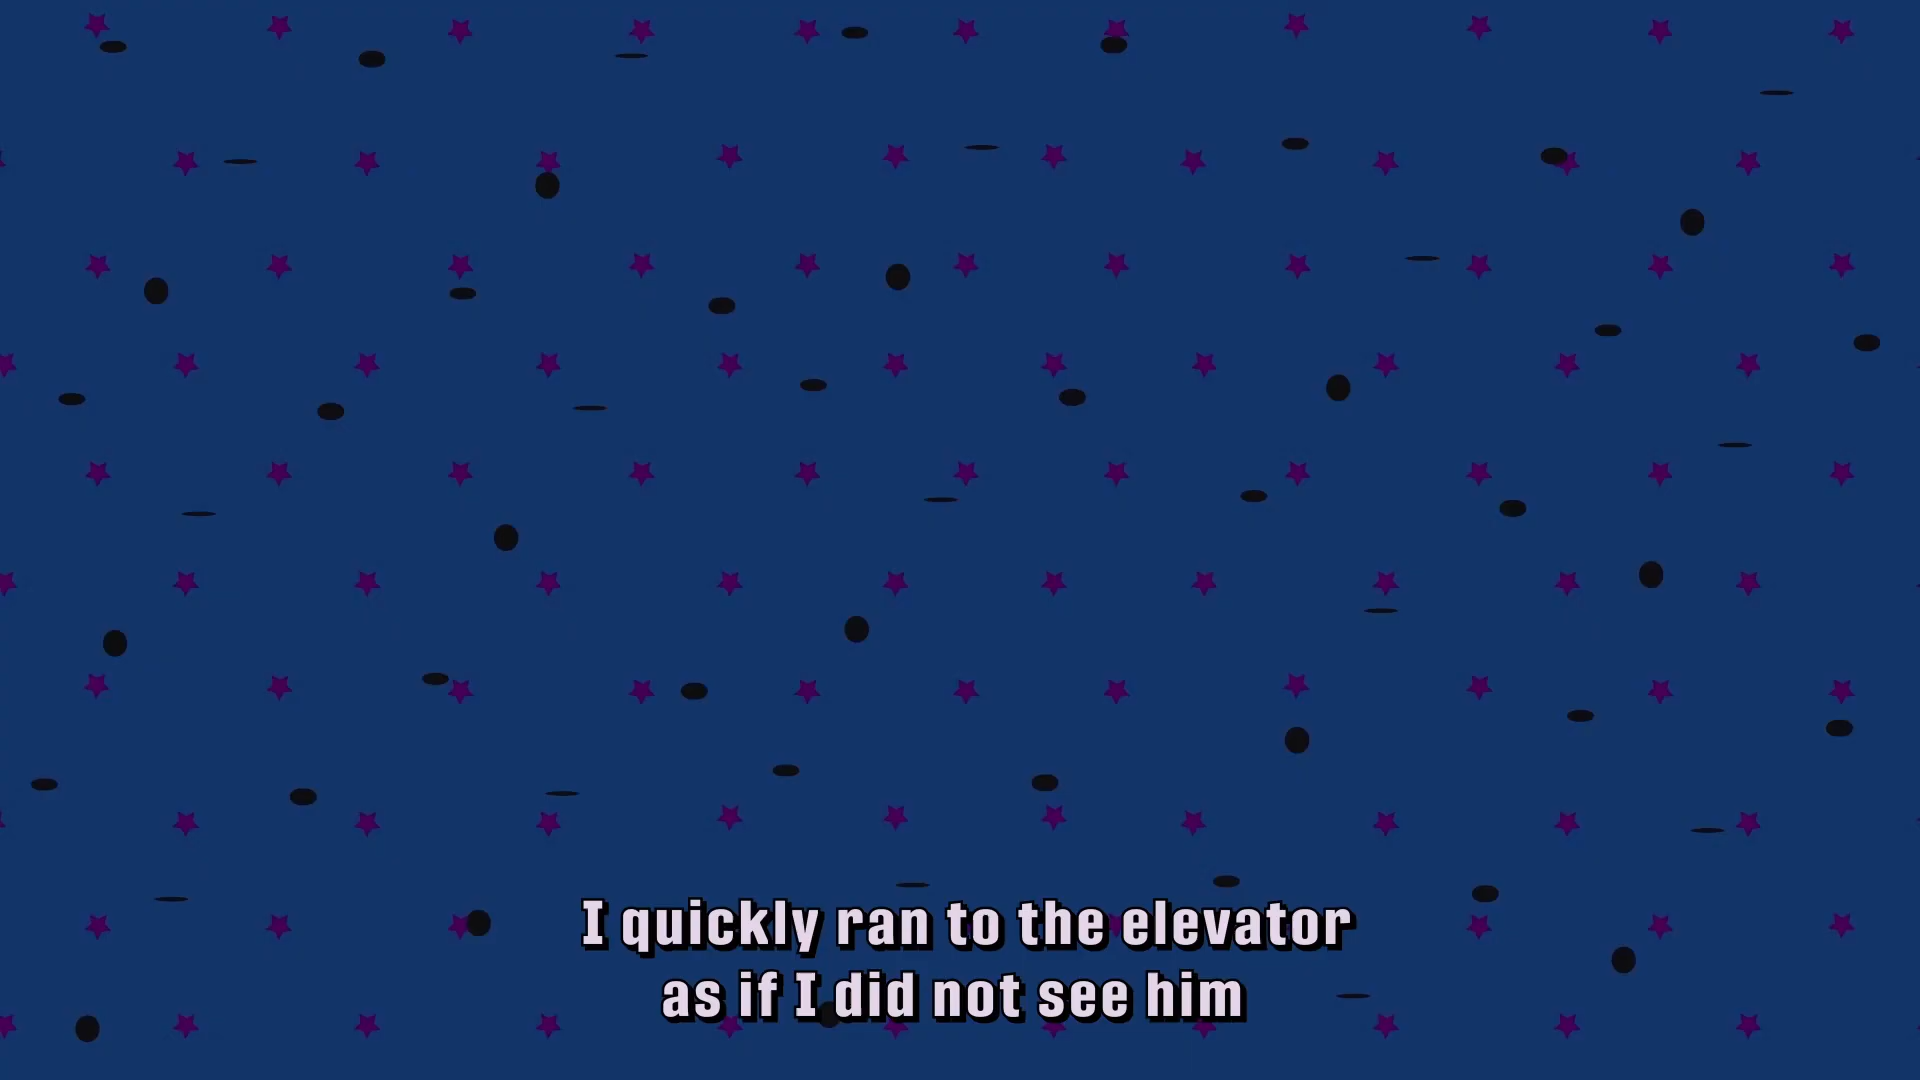 I quickly ran to the elevator
as if I did not see him